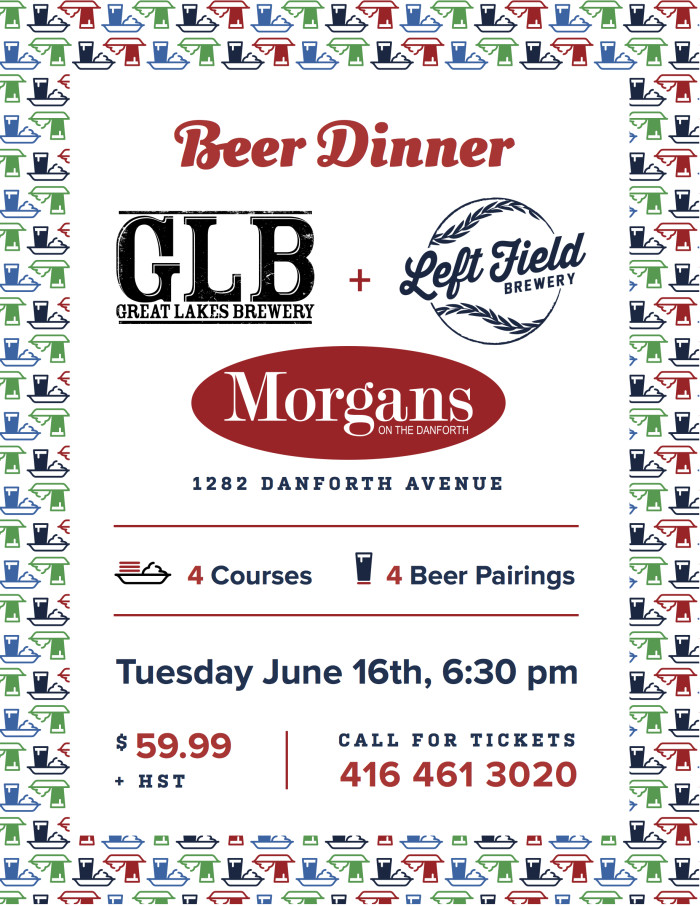 Beer Dinner
GLB
GREAT LAKES BREWERY
+
Left Field
BREWERY
Morgans
ON THE DANFORTH
1282 DANFORTH AVENUE
4 Courses
4 Beer Pairings
Tuesday June 16th, 6:30 pm
$ 59.99
+ HST
CALL FOR TICKETS
416 461 3020